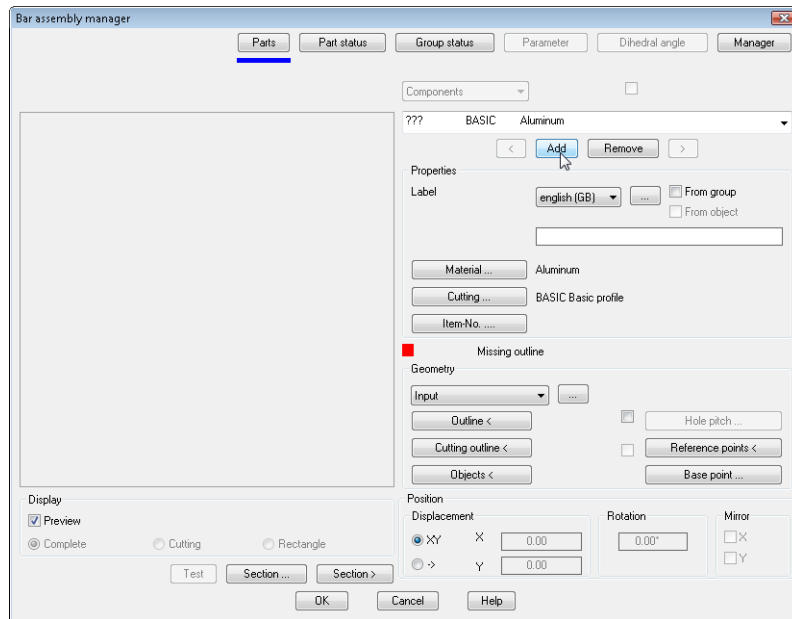 Bar assembly manager
Parts Part status Group status Parameter Dihedral angle Manager
Components
??? BASIC Aluminum
< Add Remove >
Properties
Label english (GB) ... From group
From object
Material ... Aluminum
Cutting ... BASIC Basic profile
Item-No. ....
Missing outline
Geometry
Input ...
Outline < Hole pitch ...
Cutting outline < Reference points <
Objects < Base point ...
Display
Preview
Complete Cutting Rectangle
Test Section ... Section >
Position
Displacement Rotation Mirror
XY X 0.00 0.00° X
-> Y 0.00 Y
OK Cancel Help